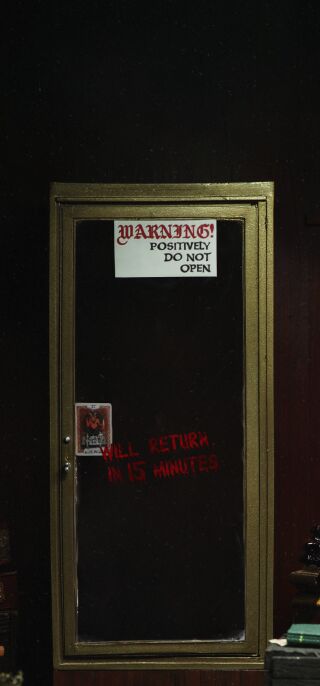 WARNING!
POSITIVELY
DO NOT
OPEN
WILL RETURN
IN 15 MINUTES